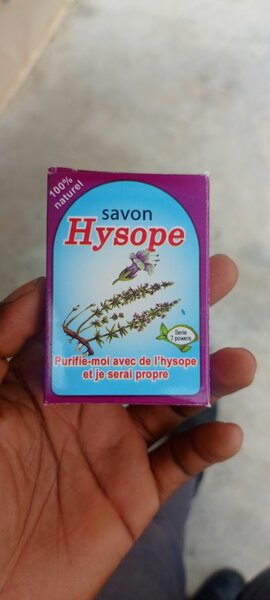 100%
naturel
savon
Hysope
Serie
7 powers
Purifie-moi avec de l'hysope
et je serai propre